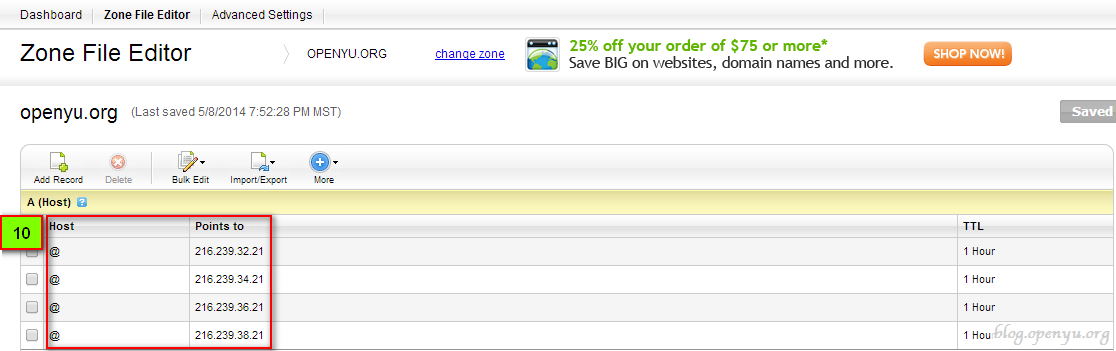 Dashboard Zone File Editor Advanced Settings
Zone File Editor OPENYU.ORG change zone 25% off your order of $75 or more* SHOP NOW!
Save BIG on websites, domain names and more.
openyu.org (Last saved 5/8/2014 7:52:28 PM MST) Saved
Add Record Delete Bulk Edit Import/Export More
A (Host) ?
10 Host Points to TTL
@ 216.239.32.21 1 Hour
@ 216.239.34.21 1 Hour
@ 216.239.36.21 1 Hour
@ 216.239.38.21 1 Hour
blog.openyu.org